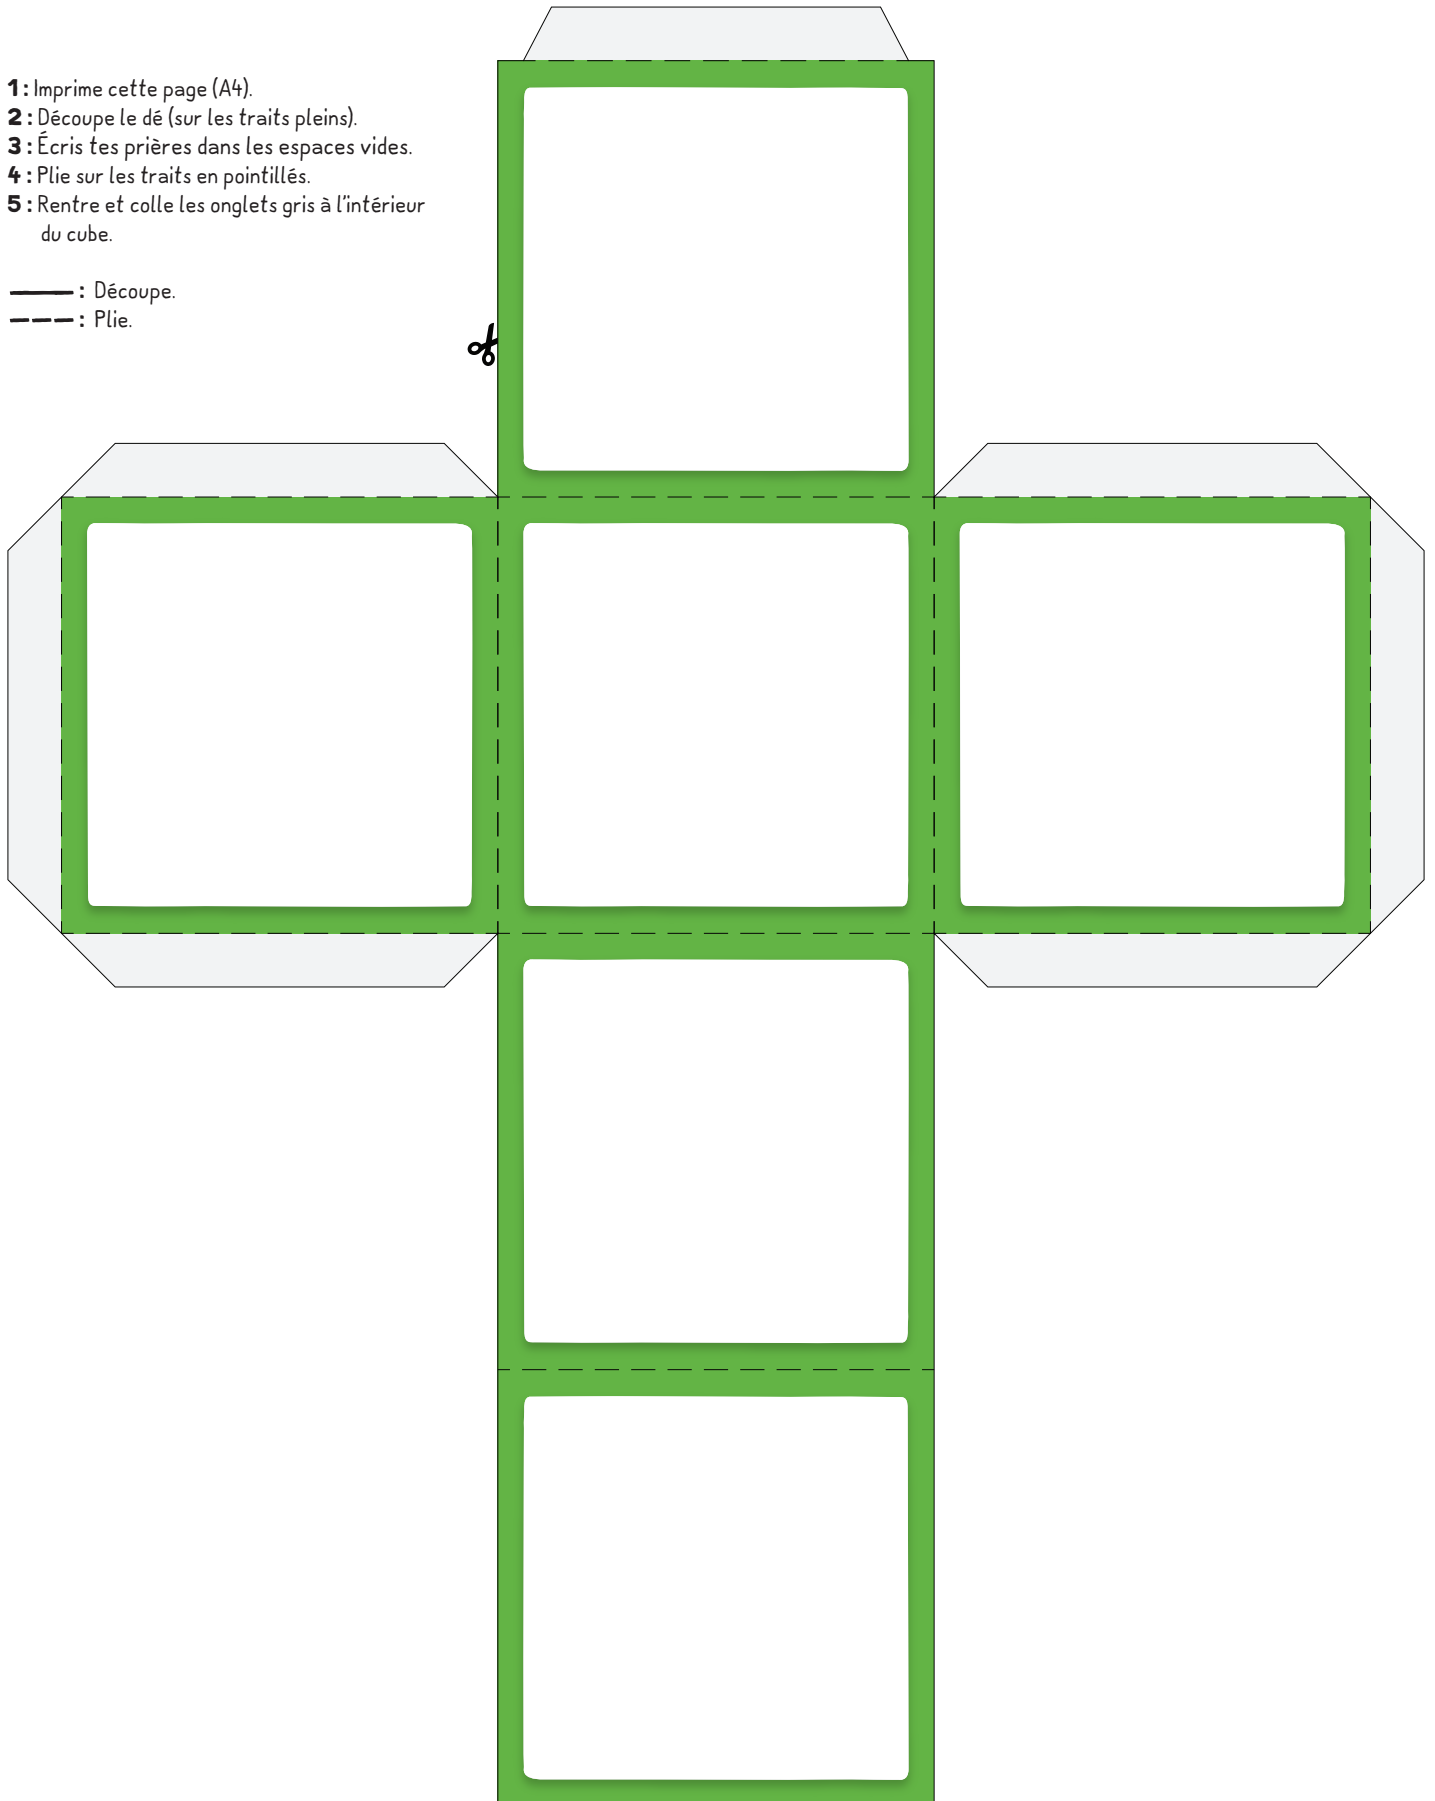 1 : Imprime cette page (A4).
2 : Découpe le dé (sur les traits pleins).
3 : Écris tes prières dans les espaces vides.
4 : Plie sur les traits en pointillés.
5 : Rentre et colle les onglets gris à l'intérieur
du cube.
: Découpe.
: Plie.